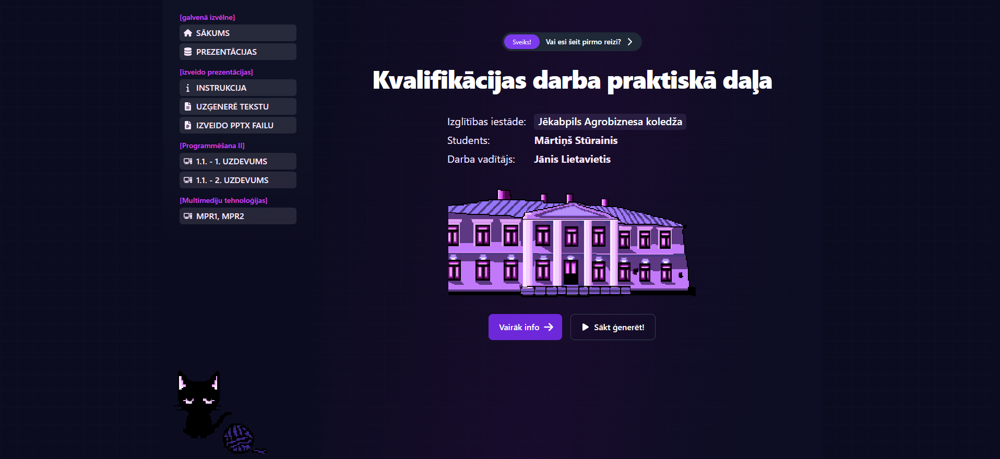 [galvenā izvēlne]
SĀKUMS
PREZENTĀCIJAS
[izveido prezentācijas]
INSTRUKCIJA
UZĢENERĒ TEKSTU
IZVEIDO PPTX FAILU
[Programmēšana II]
1.1. - 1. UZDEVUMS
1.1. - 2. UZDEVUMS
[Multimediju tehnoloģijas]
MPR1, MPR2
Sveiks! Vai esi šeit pirmo reizi?
Kvalifikācijas darba praktiskā daļa
Izglītības iestāde: Jēkabpils Agrobiznesa koledža
Students: Mārtiņš Stūrainis
Darba vadītājs: Jānis Lietavietis
Vairāk info
Sākt ģenerēt!